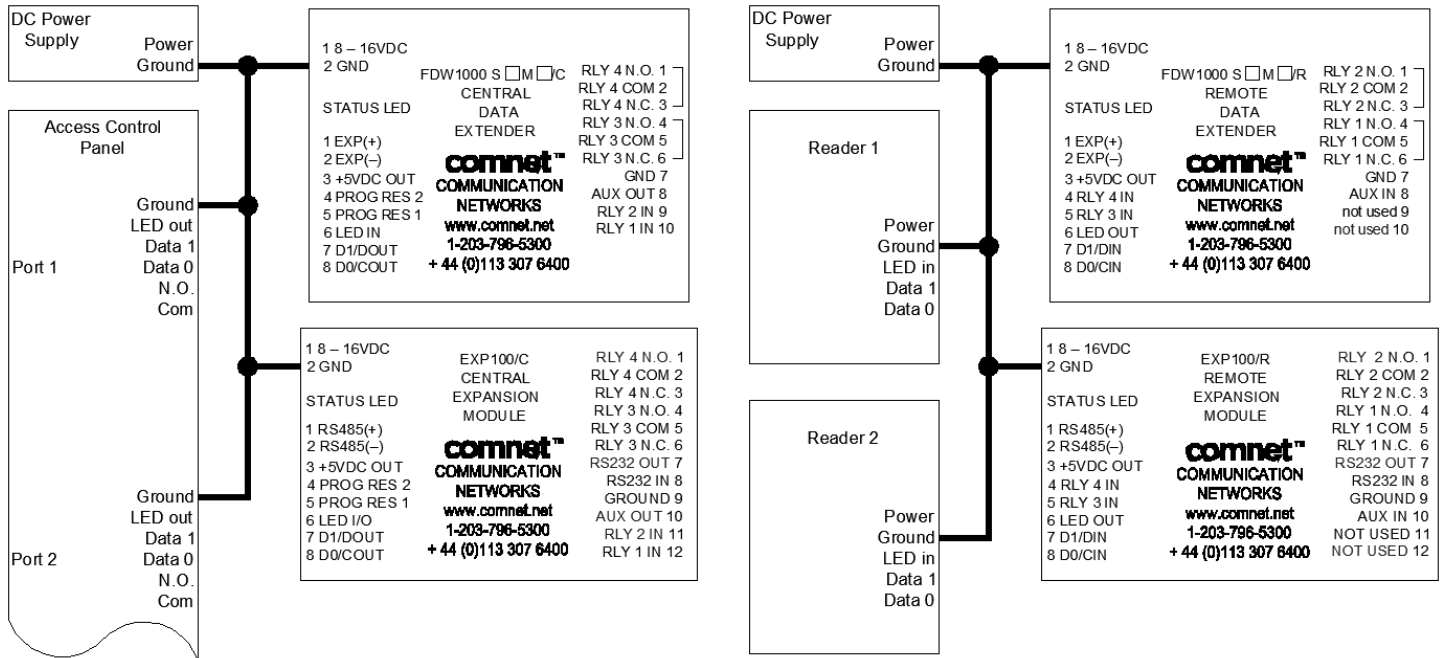 DC Power
Supply
Power
Ground
Access Control
Panel
Ground
LED out
Data 1
Port 1
Data 0
N.O.
Com
Ground
LED out
Data 1
Port 2
Data 0
N.O.
Com
1 8 – 16VDC
2 GND
STATUS LED
1 EXP(+)
2 EXP(–)
3 +5VDC OUT
4 PROG RES 2
5 PROG RES 1
6 LED IN
7 D1/DOUT
8 D0/COUT
FDW1000 S □ M □/C
CENTRAL
DATA
EXTENDER
comnet™
COMMUNICATION
NETWORKS
www.comnet.net
1-203-796-5300
+ 44 (0)113 307 6400
RLY 4 N.O. 1
RLY 4 COM 2
RLY 4 N.C. 3
RLY 3 N.O. 4
RLY 3 COM 5
RLY 3 N.C. 6
GND 7
AUX OUT 8
RLY 2 IN 9
RLY 1 IN 10
1 8 – 16VDC
2 GND
STATUS LED
1 RS485(+)
2 RS485(–)
3 +5VDC OUT
4 PROG RES 2
5 PROG RES 1
6 LED I/O
7 D1/DOUT
8 D0/COUT
EXP100/C
CENTRAL
EXPANSION
MODULE
comnet™
COMMUNICATION
NETWORKS
www.comnet.net
1-203-796-5300
+ 44 (0)113 307 6400
RLY 4 N.O. 1
RLY 4 COM 2
RLY 4 N.C. 3
RLY 3 N.O. 4
RLY 3 COM 5
RLY 3 N.C. 6
RS232 OUT 7
RS232 IN 8
GROUND 9
AUX OUT 10
RLY 2 IN 11
RLY 1 IN 12
DC Power
Supply
Power
Ground
Reader 1
Power
Ground
LED in
Data 1
Data 0
Reader 2
Power
Ground
LED in
Data 1
Data 0
1 8 – 16VDC
2 GND
STATUS LED
1 EXP(+)
2 EXP(–)
3 +5VDC OUT
4 RLY 4 IN
5 RLY 3 IN
6 LED OUT
7 D1/DIN
8 D0/CIN
FDW1000 S □ M □/R
REMOTE
DATA
EXTENDER
comnet™
COMMUNICATION
NETWORKS
www.comnet.net
1-203-796-5300
+ 44 (0)113 307 6400
RLY 2 N.O. 1
RLY 2 COM 2
RLY 2 N.C. 3
RLY 1 N.O. 4
RLY 1 COM 5
RLY 1 N.C. 6
GND 7
AUX IN 8
not used 9
not used 10
1 8 – 16VDC
2 GND
STATUS LED
1 RS485(+)
2 RS485(–)
3 +5VDC OUT
4 RLY 4 IN
5 RLY 3 IN
6 LED OUT
7 D1/DIN
8 D0/CIN
EXP100/R
REMOTE
EXPANSION
MODULE
comnet™
COMMUNICATION
NETWORKS
www.comnet.net
1-203-796-5300
+ 44 (0)113 307 6400
RLY 2 N.O. 1
RLY 2 COM 2
RLY 2 N.C. 3
RLY 1 N.O. 4
RLY 1 COM 5
RLY 1 N.C. 6
RS232 OUT 7
RS232 IN 8
GROUND 9
AUX IN 10
NOT USED 11
NOT USED 12